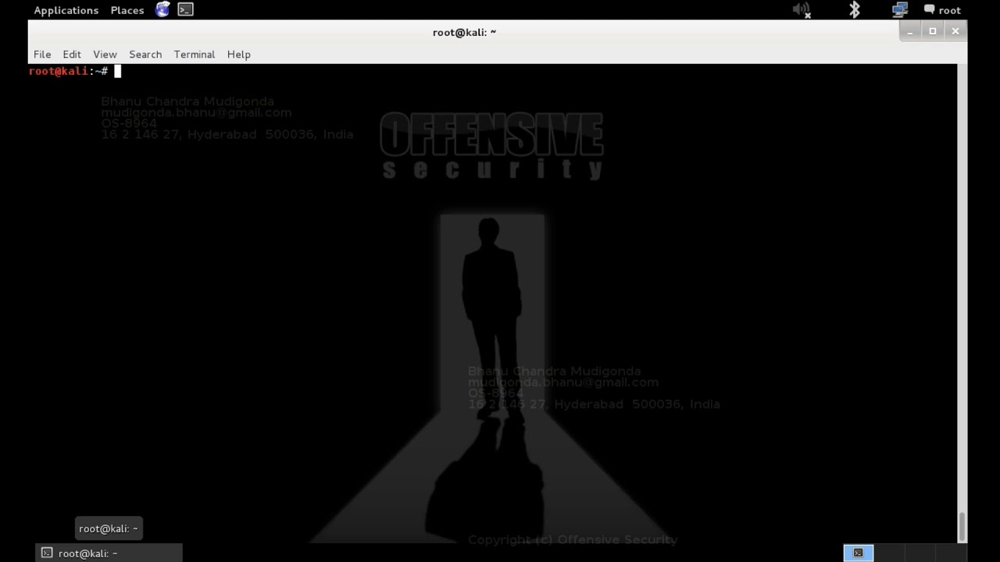 Applications Places root
root@kali: ~
File Edit View Search Terminal Help
root@kali:~#
Bhanu Chandra Mudigonda
mudigonda.bhanu@gmail.com
OS-8964
16 2 146 27, Hyderabad 500036, India
OFFENSIVE
security
Bhanu Chandra Mudigonda
mudigonda.bhanu@gmail.com
OS-8964
16 2 146 27, Hyderabad 500036, India
root@kali: ~
Copyright (c) Offensive Security
root@kali: ~